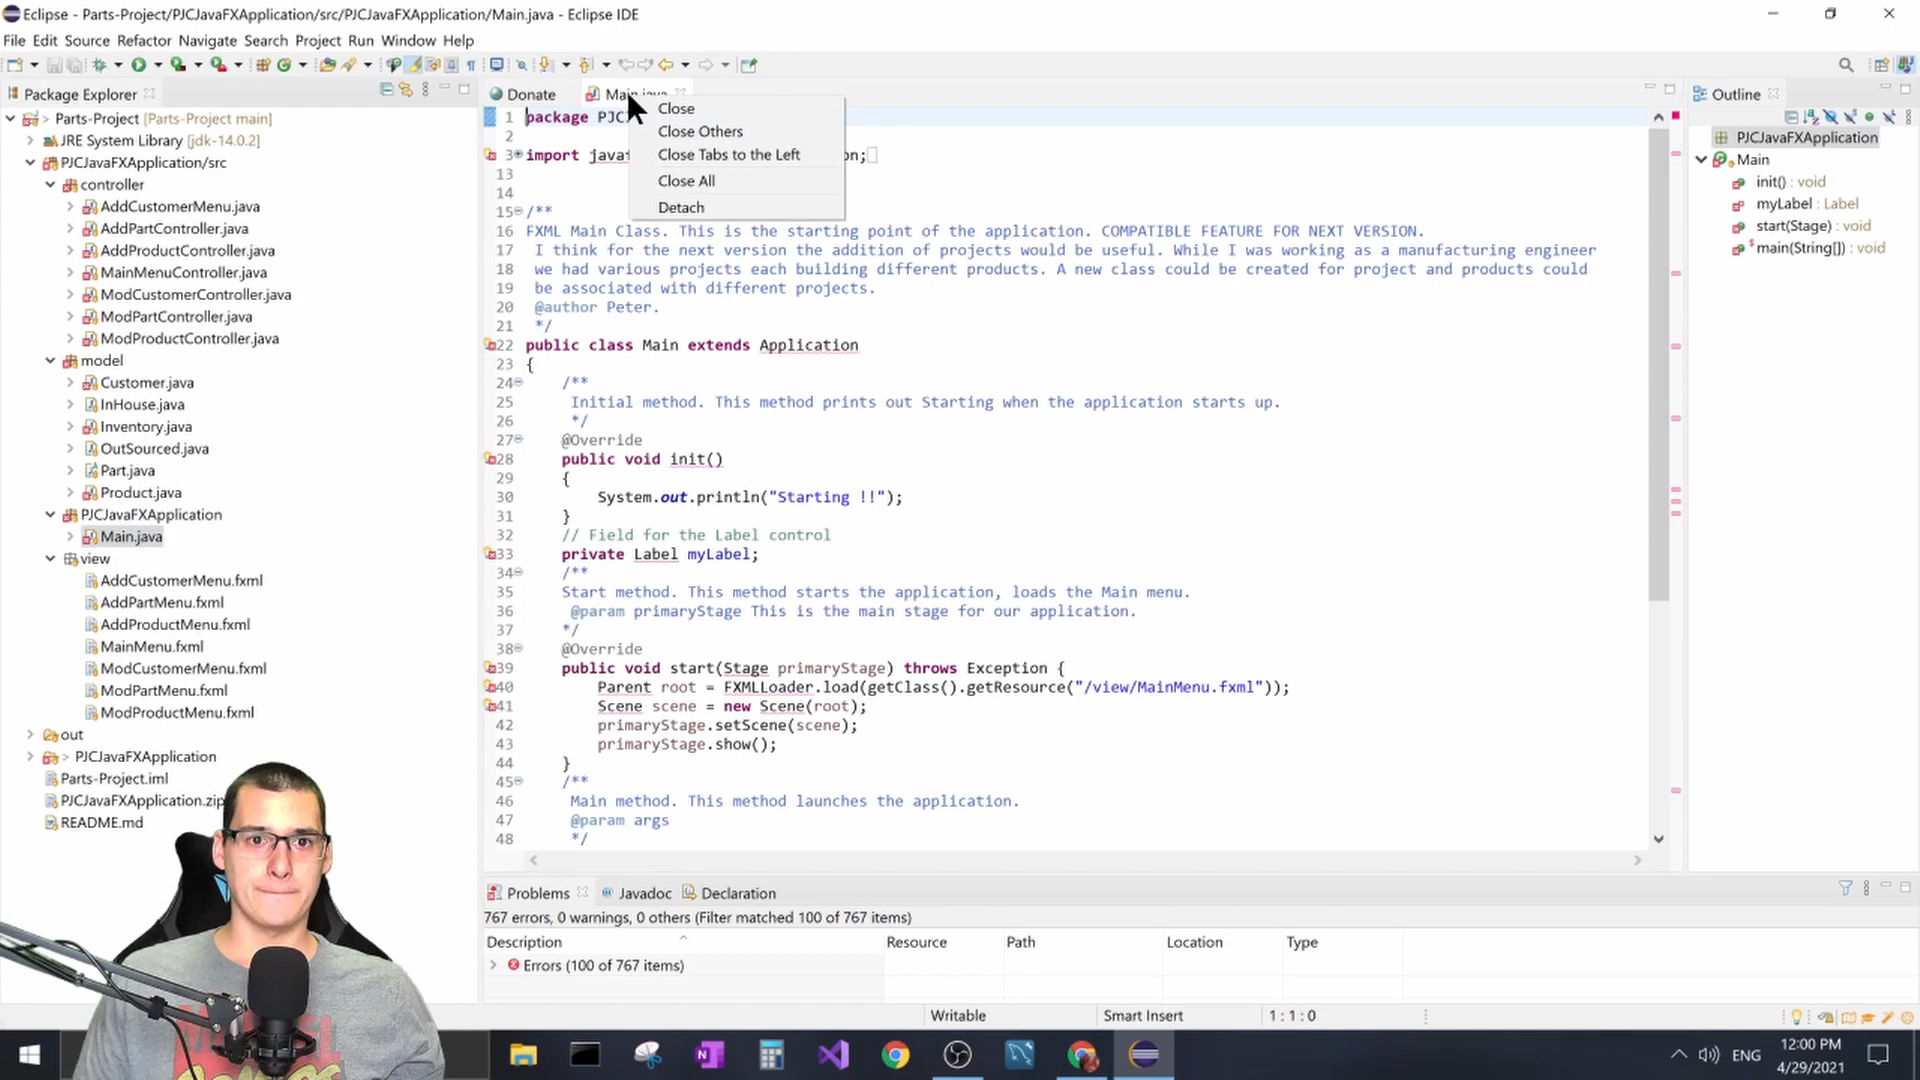 Eclipse - Parts-Project/PJCJavaFXApplication/src/PJCJavaFXApplication/Main.java - Eclipse IDE
File Edit Source Refactor Navigate Search Project Run Window Help
Package Explorer
Parts-Project [Parts-Project main]
JRE System Library [jdk-14.0.2]
PJCJavaFXApplication/src
controller
AddCustomerMenu.java
AddPartController.java
AddProductController.java
MainMenuController.java
ModCustomerController.java
ModPartController.java
ModProductController.java
model
Customer.java
InHouse.java
Inventory.java
OutSourced.java
Part.java
Product.java
PJCJavaFXApplication
Main.java
view
AddCustomerMenu.fxml
AddPartMenu.fxml
AddProductMenu.fxml
MainMenu.fxml
ModCustomerMenu.fxml
ModPartMenu.fxml
ModProductMenu.fxml
out
> PJCJavaFXApplication
Parts-Project.iml
PJCJavaFXApplication.zip
README.md
Donate
Main.java
Close
Close Others
Close Tabs to the Left
Close All
Detach
1 package PJC
2
3 import java on;
13
14
15 /**
16 FXML Main Class. This is the starting point of the application. COMPATIBLE FEATURE FOR NEXT VERSION.
17 I think for the next version the addition of projects would be useful. While I was working as a manufacturing engineer
18 we had various projects each building different products. A new class could be created for project and products could
19 be associated with different projects.
20 @author Peter.
21 */
22 public class Main extends Application
23 {
24 /**
25 Initial method. This method prints out Starting when the application starts up.
26 */
27 @Override
28 public void init()
29 {
30 System.out.println("Starting !!");
31 }
32 // Field for the Label control
33 private Label myLabel;
34 /**
35 Start method. This method starts the application, loads the Main menu.
36 @param primaryStage This is the main stage for our application.
37 */
38 @Override
39 public void start(Stage primaryStage) throws Exception {
40 Parent root = FXMLLoader.load(getClass().getResource("/view/MainMenu.fxml"));
41 Scene scene = new Scene(root);
42 primaryStage.setScene(scene);
43 primaryStage.show();
44 }
45 /**
46 Main method. This method launches the application.
47 @param args
48 */
Outline
PJCJavaFXApplication
Main
init() : void
myLabel : Label
start(Stage) : void
main(String[]) : void
Problems Javadoc Declaration
767 errors, 0 warnings, 0 others (Filter matched 100 of 767 items)
Description Resource Path Location Type
Errors (100 of 767 items)
Writable Smart Insert 1 : 1 : 0
ENG
12:00 PM
4/29/2021